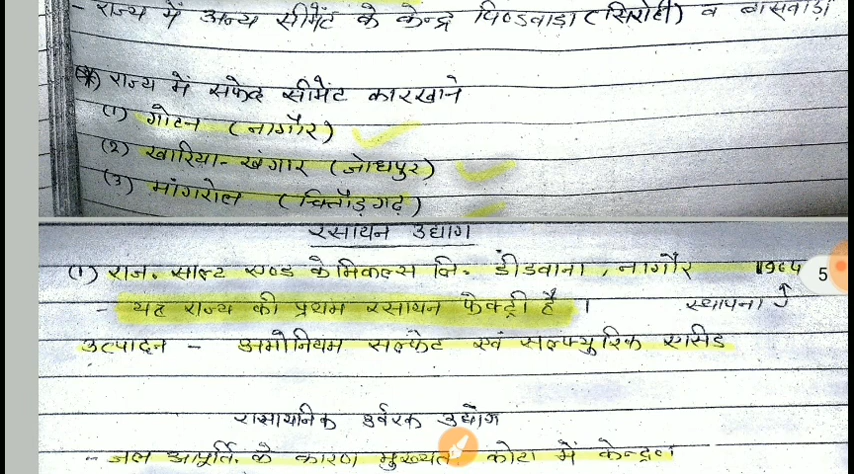 - राज्य में अन्य सीमेंट के केन्द्र पिण्डवाड़ा (सिरोही) व बांसवाड़ा
(*) राज्य में सफेद सीमेंट कारखाने
(1) गोटन (नागौर)
(2) खारिया-खंगार (जोधपुर)
(3) मांगरोल (चित्तौड़गढ़)
रसायन उद्योग
(1) राज. साल्ट एण्ड केमिकल्स लि. डीडवाना, नागौर 1964
5
- यह राज्य की प्रथम रसायन फैक्ट्री है । स्थापना
उत्पादन - अमोनियम सल्फेट एवं सल्फ्युरिक एसिड
रासायनिक उर्वरक उद्योग
- जल आपूर्ति के कारण मुख्यत कोटा में केन्द्रित